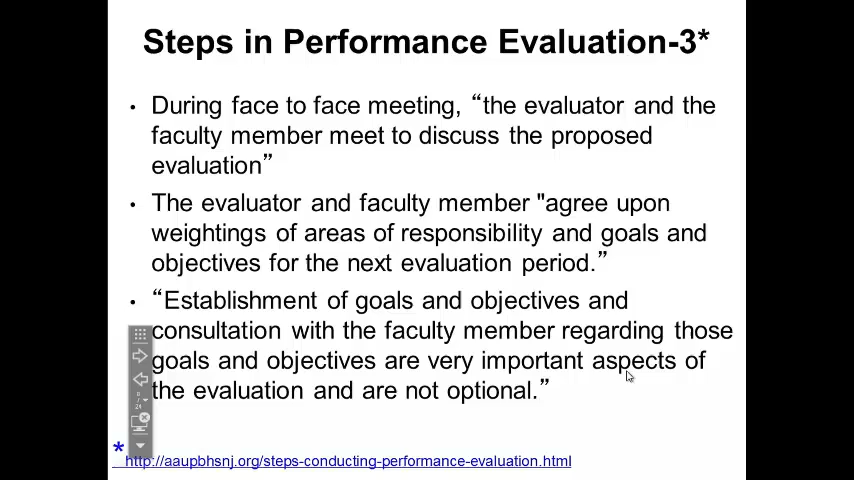 Steps in Performance Evaluation-3*
• During face to face meeting, “the evaluator and the
faculty member meet to discuss the proposed
evaluation”
• The evaluator and faculty member "agree upon
weightings of areas of responsibility and goals and
objectives for the next evaluation period.”
• “Establishment of goals and objectives and
consultation with the faculty member regarding those
goals and objectives are very important aspects of
the evaluation and are not optional.”
*
http://aaupbhsnj.org/steps-conducting-performance-evaluation.html